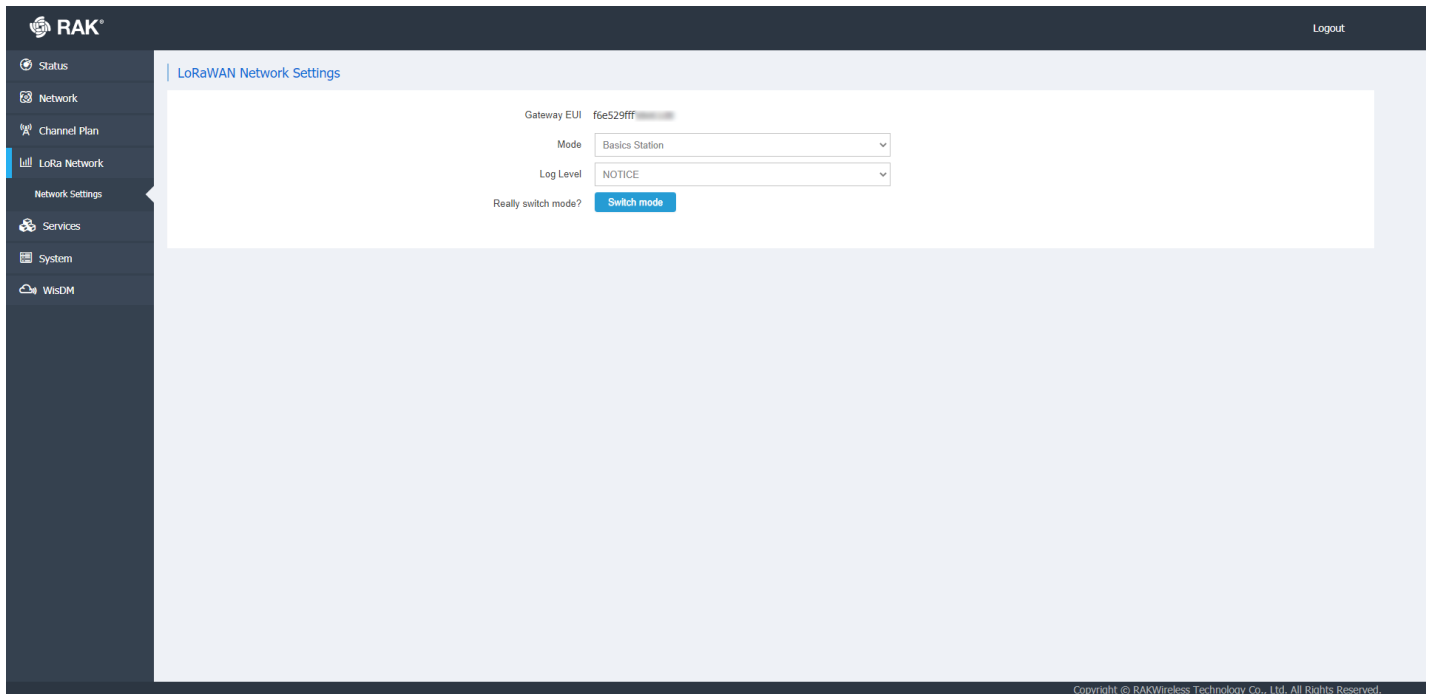 RAK®
Logout
Status
Network
Channel Plan
LoRa Network
Network Settings
Services
System
WisDM
LoRaWAN Network Settings
Gateway EUI f6e529fff
Mode Basics Station
Log Level NOTICE
Really switch mode? Switch mode
Copyright © RAKWireless Technology Co., Ltd. All Rights Reserved.